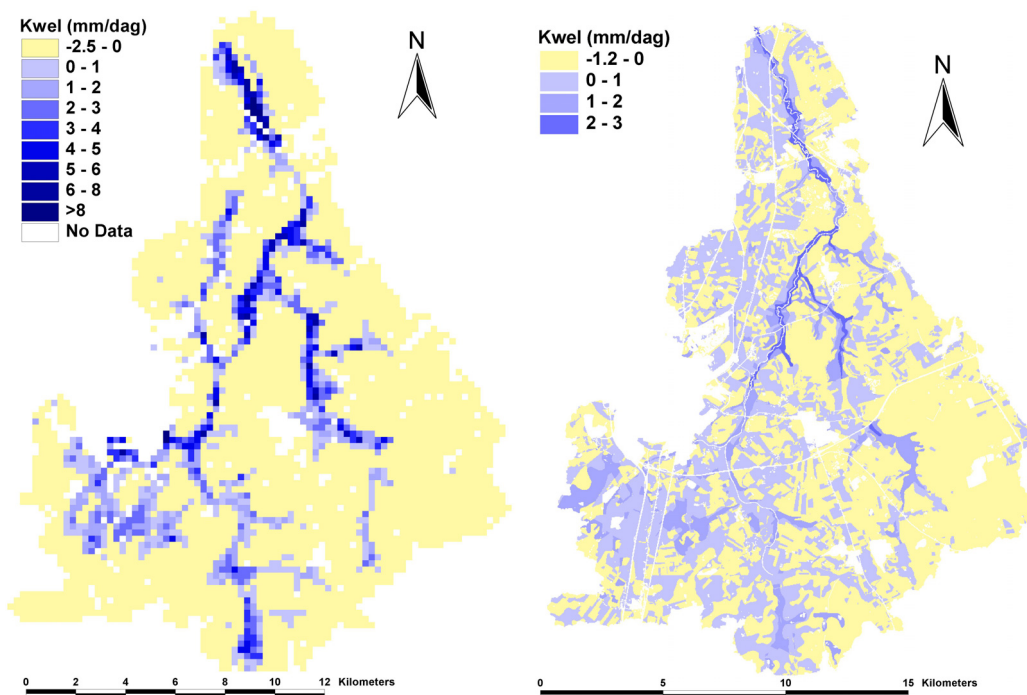 Kwel (mm/dag)
-2.5 - 0
0 - 1
1 - 2
2 - 3
3 - 4
4 - 5
5 - 6
6 - 8
>8
No Data
N
0 2 4 6 8 10 12 Kilometers
Kwel (mm/dag)
-1.2 - 0
0 - 1
1 - 2
2 - 3
N
0 5 10 15 Kilometers